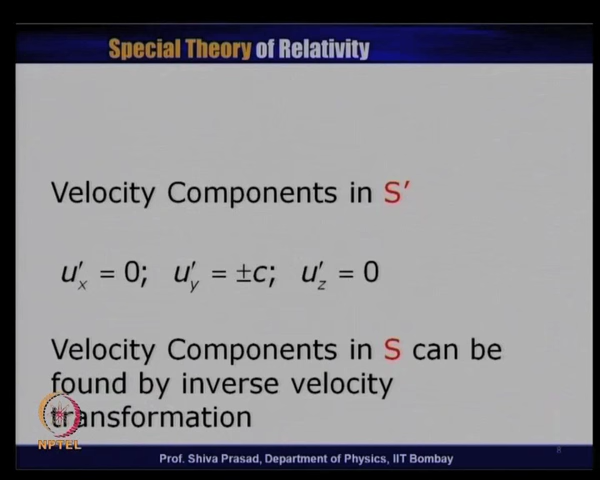 Special Theory of Relativity
Velocity Components in S′
u′ₓ = 0; u′ᵧ = ±c; u′_z = 0
Velocity Components in S can be
found by inverse velocity
transformation
NPTEL
Prof. Shiva Prasad, Department of Physics, IIT Bombay
8